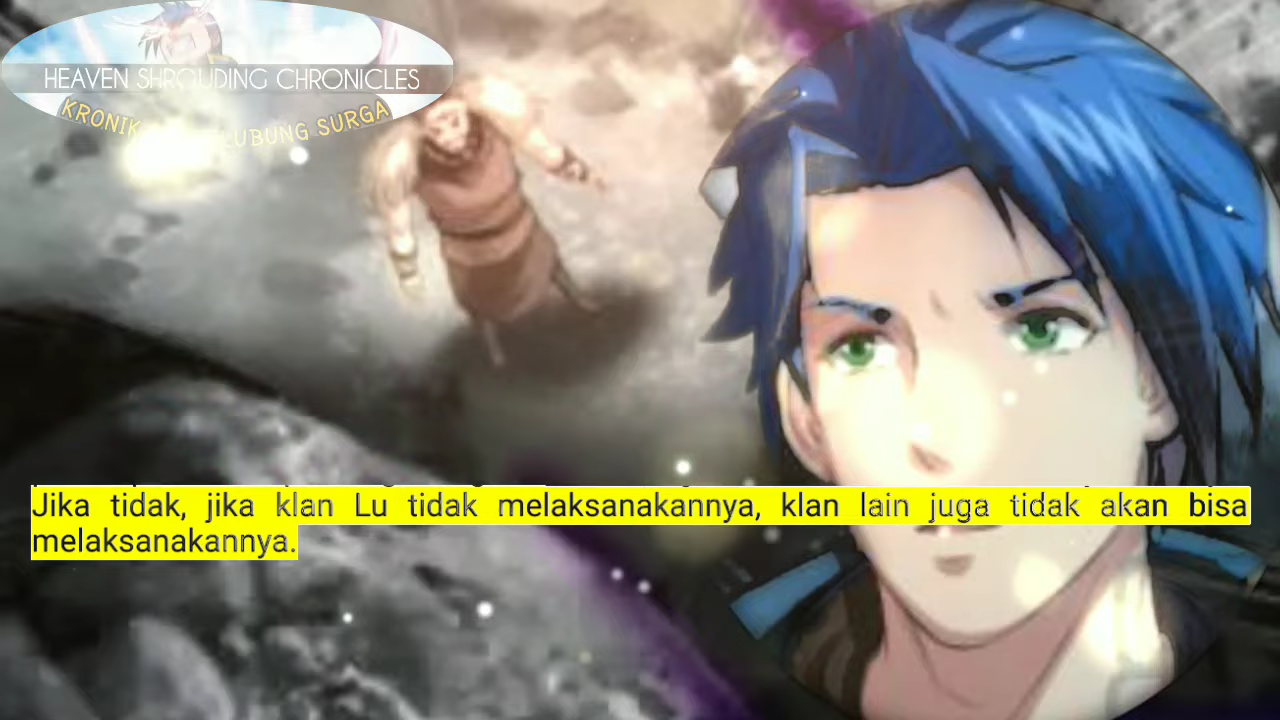 HEAVEN SHROUDING CHRONICLES
KRONIK LUBUNG SURGA
Jika tidak, jika klan Lu tidak melaksanakannya, klan lain juga tidak akan bisa
melaksanakannya.